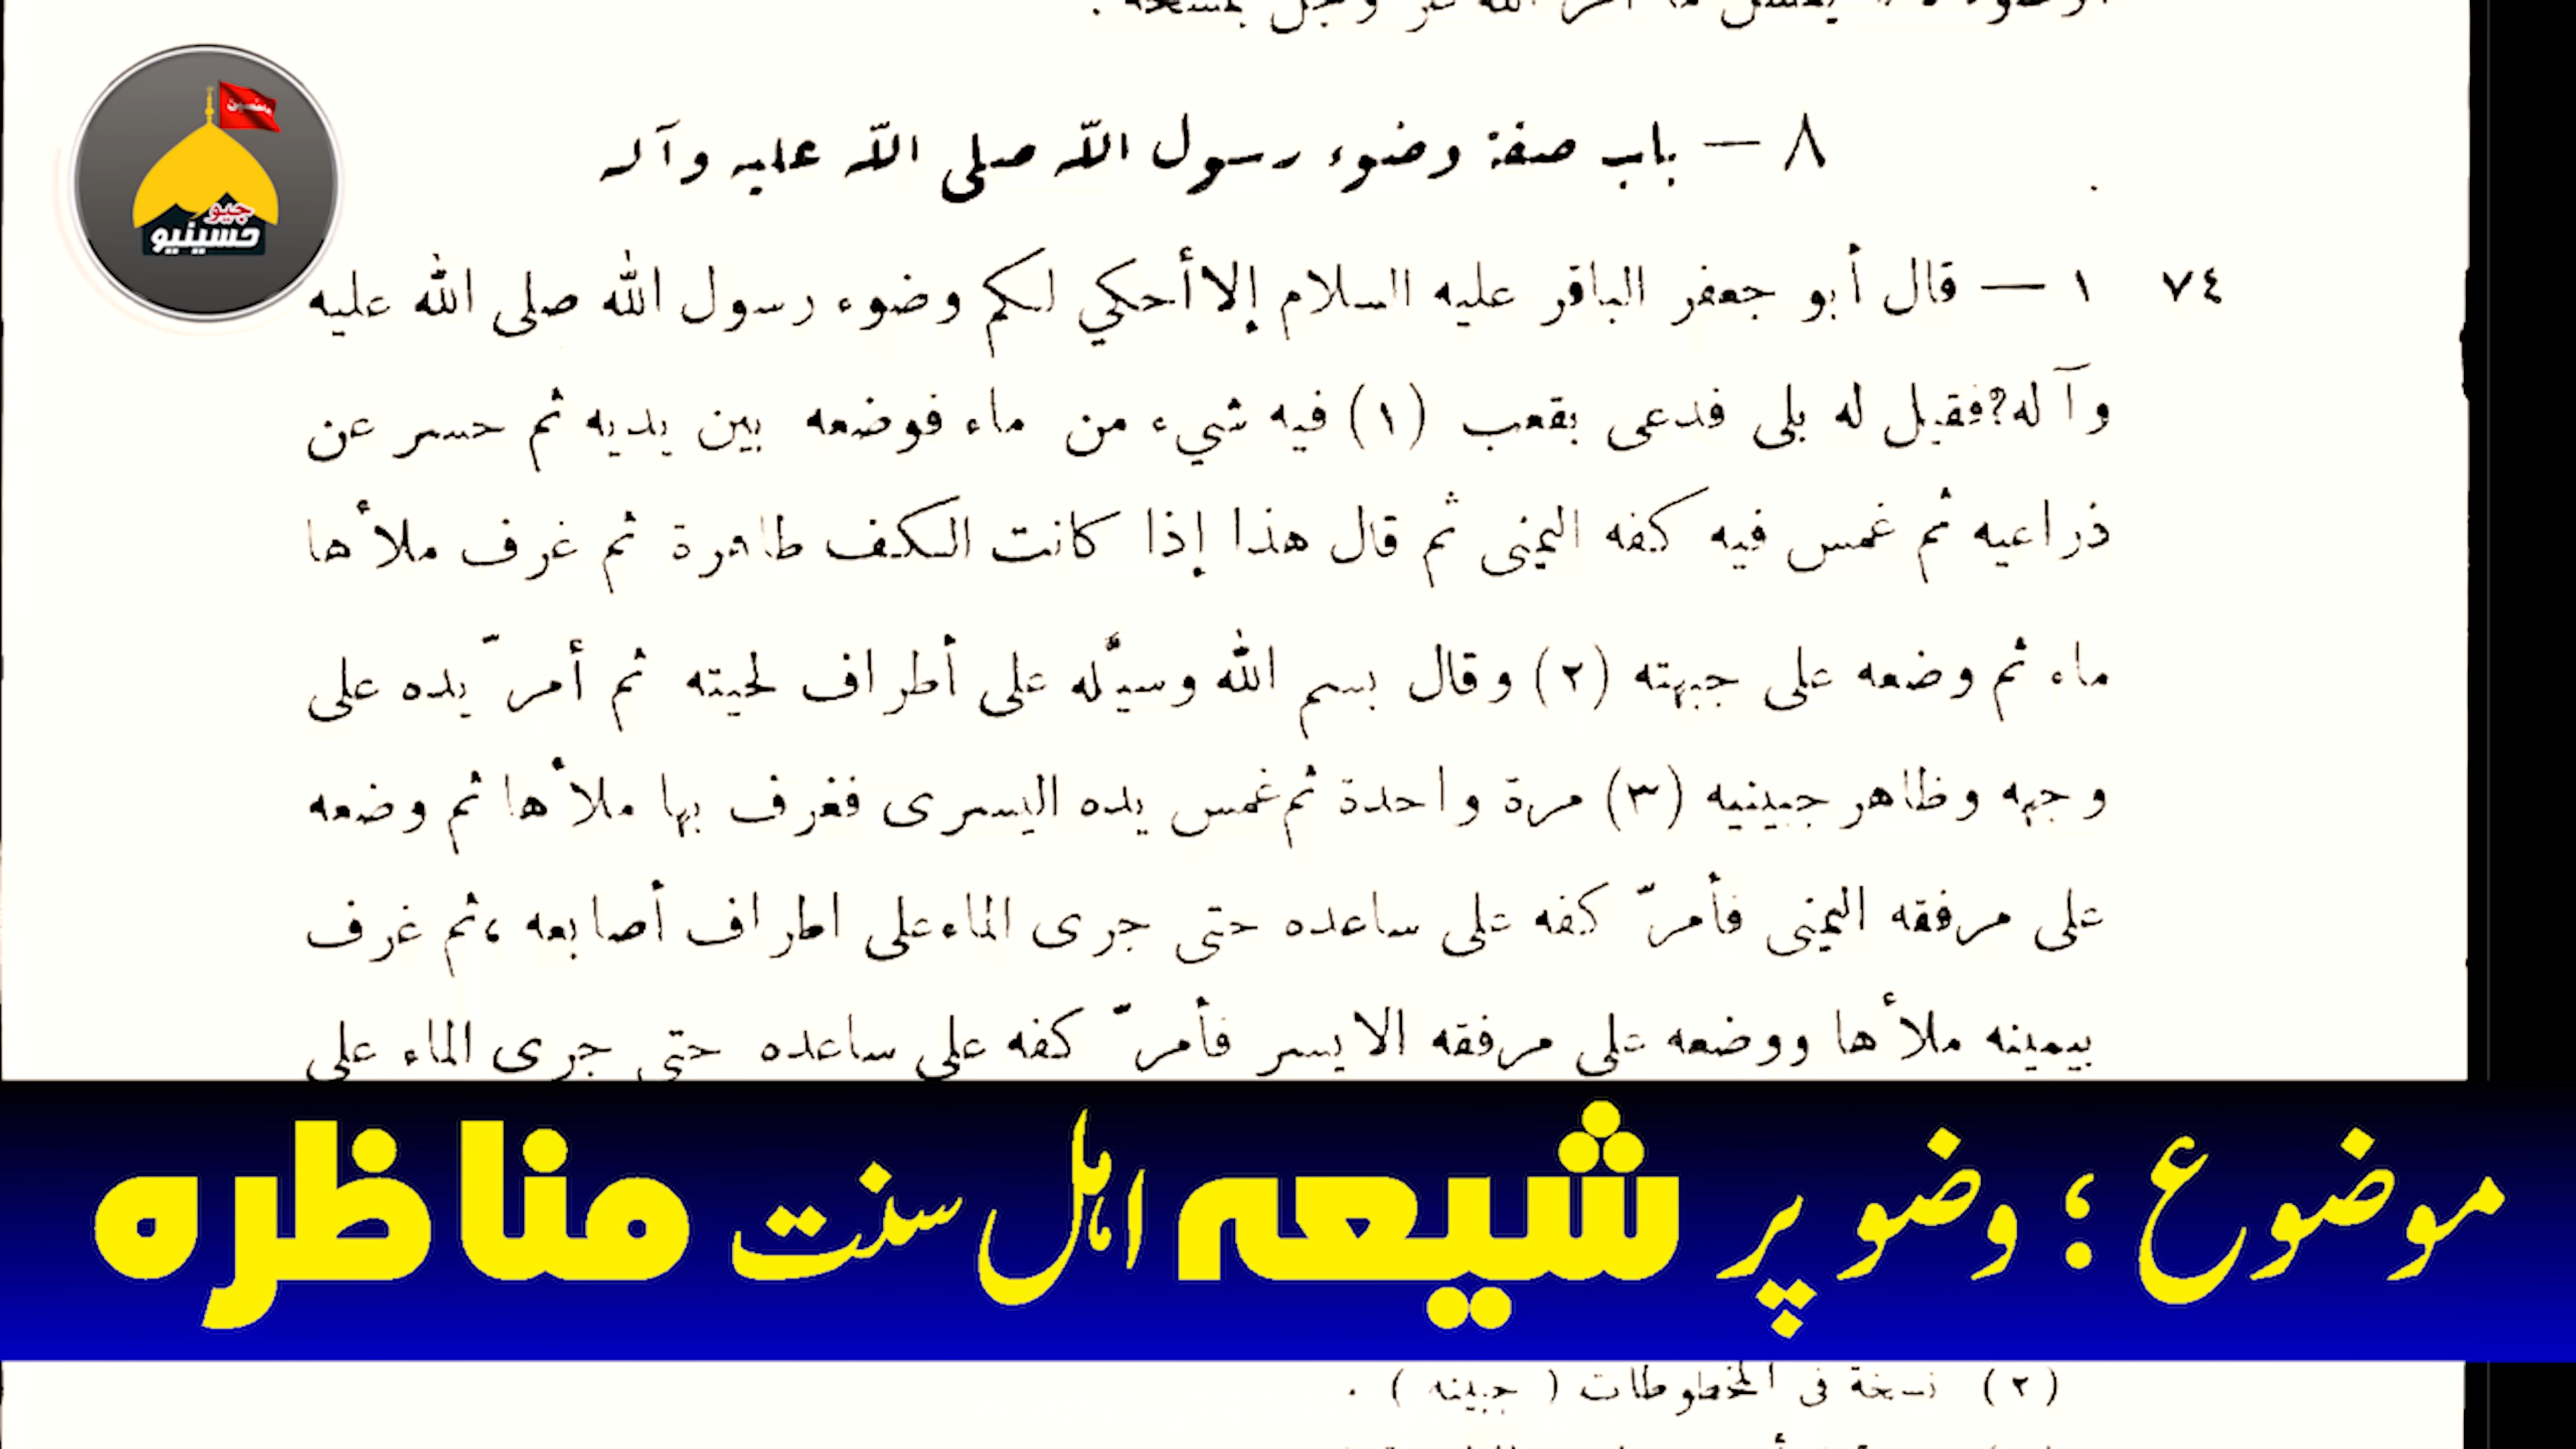 ٨ — باب صفة وضوء رسول اللّه صلى اللّه عليه وآله
٧٤ ١ — قال أبو جعفر الباقر عليه السلام إلا أحكي لكم وضوء رسول الله صلى الله عليه
وآله؟ فقيل له بلى فدعى بقعب (١) فيه شيء من ماء فوضعه بين يديه ثم حسر عن
ذراعيه ثم غمس فيه كفه اليمنى ثم قال هذا إذا كانت الكف طاهرة ثم غرف ملأها
ماء ثم وضعه على جبهته (٢) وقال بسم الله وسيّله على أطراف لحيته ثم أمرّ يده على
وجهه وظاهر جبينيه (٣) مرة واحدة ثم غمس يده اليسرى فغرف بها ملأها ثم وضعه
على مرفقه اليمنى فأمرّ كفه على ساعده حتى جرى الماء على اطراف أصابعه، ثم غرف
بيمينه ملأها ووضعه على مرفقه الايسر فأمرّ كفه على ساعده حتى جرى الماء على
موضوع ؛ وضو پر شیعہ اہل سنت مناظرہ
(٢) نسخة في المخطوطات ( جبينه ) .
جیو
حسینیو